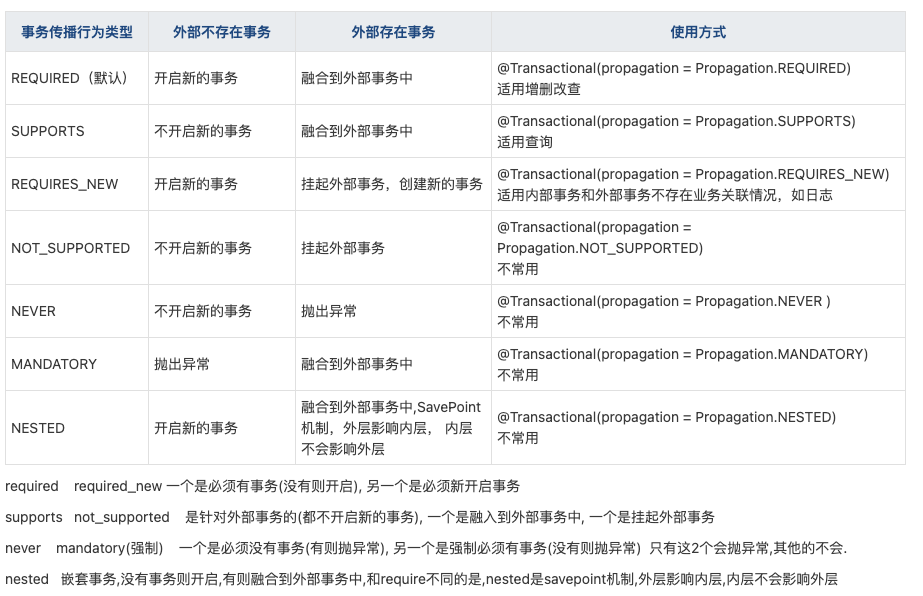 事务传播行为类型 外部不存在事务 外部存在事务 使用方式
REQUIRED（默认） 开启新的事务 融合到外部事务中 @Transactional(propagation = Propagation.REQUIRED)
适用增删改查
SUPPORTS 不开启新的事务 融合到外部事务中 @Transactional(propagation = Propagation.SUPPORTS)
适用查询
REQUIRES_NEW 开启新的事务 挂起外部事务，创建新的事务 @Transactional(propagation = Propagation.REQUIRES_NEW)
适用内部事务和外部事务不存在业务关联情况，如日志
NOT_SUPPORTED 不开启新的事务 挂起外部事务 @Transactional(propagation =
Propagation.NOT_SUPPORTED)
不常用
NEVER 不开启新的事务 抛出异常 @Transactional(propagation = Propagation.NEVER )
不常用
MANDATORY 抛出异常 融合到外部事务中 @Transactional(propagation = Propagation.MANDATORY)
不常用
NESTED 开启新的事务 融合到外部事务中,SavePoint
机制，外层影响内层， 内层
不会影响外层
@Transactional(propagation = Propagation.NESTED)
不常用
required required_new 一个是必须有事务(没有则开启), 另一个是必须新开启事务
supports not_supported 是针对外部事务的(都不开启新的事务), 一个是融入到外部事务中, 一个是挂起外部事务
never mandatory(强制) 一个是必须没有事务(有则抛异常), 另一个是强制必须有事务(没有则抛异常) 只有这2个会抛异常,其他的不会.
nested 嵌套事务,没有事务则开启,有则融合到外部事务中,和require不同的是,nested是savepoint机制,外层影响内层,内层不会影响外层